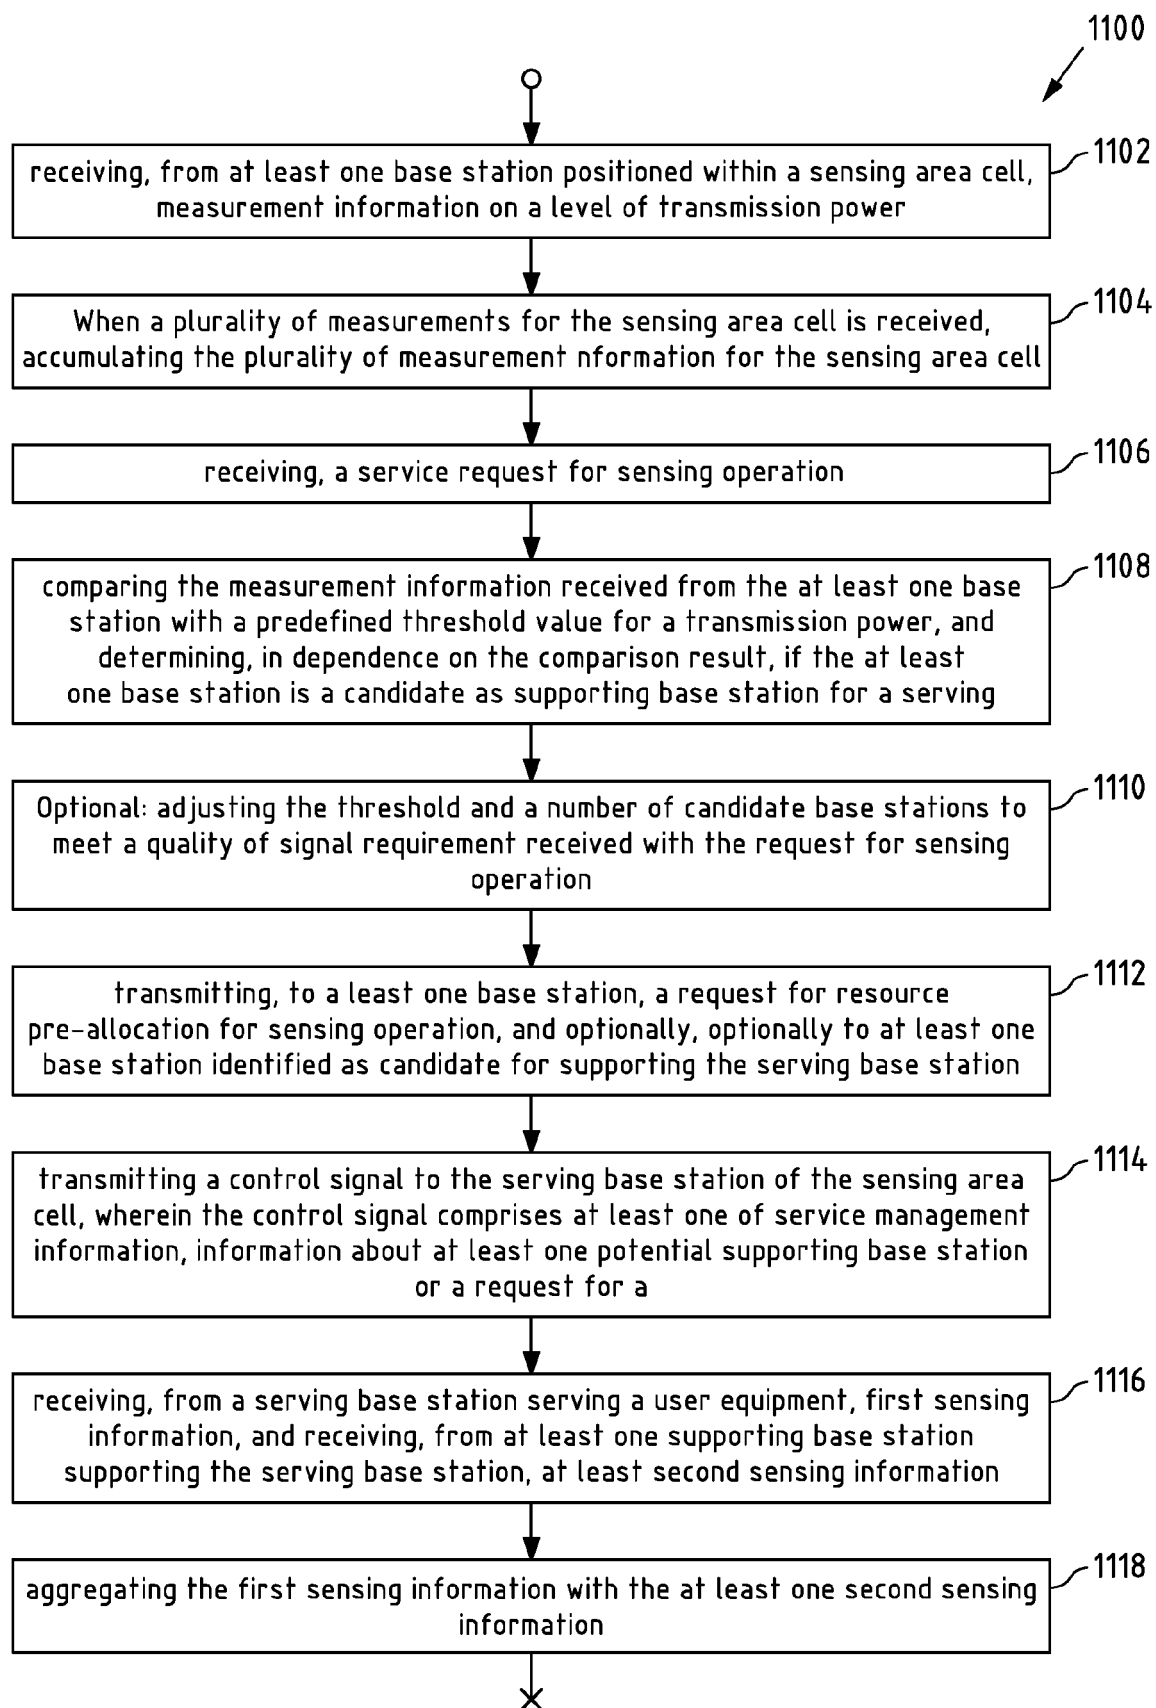 1100
1102
receiving, from at least one base station positioned within a sensing area cell,
measurement information on a level of transmission power
1104
When a plurality of measurements for the sensing area cell is received,
accumulating the plurality of measurement nformation for the sensing area cell
1106
receiving, a service request for sensing operation
1108
comparing the measurement information received from the at least one base
station with a predefined threshold value for a transmission power, and
determining, in dependence on the comparison result, if the at least
one base station is a candidate as supporting base station for a serving
1110
Optional: adjusting the threshold and a number of candidate base stations to
meet a quality of signal requirement received with the request for sensing
operation
1112
transmitting, to a least one base station, a request for resource
pre-allocation for sensing operation, and optionally, optionally to at least one
base station identified as candidate for supporting the serving base station
1114
transmitting a control signal to the serving base station of the sensing area
cell, wherein the control signal comprises at least one of service management
information, information about at least one potential supporting base station
or a request for a
1116
receiving, from a serving base station serving a user equipment, first sensing
information, and receiving, from at least one supporting base station
supporting the serving base station, at least second sensing information
1118
aggregating the first sensing information with the at least one second sensing
information